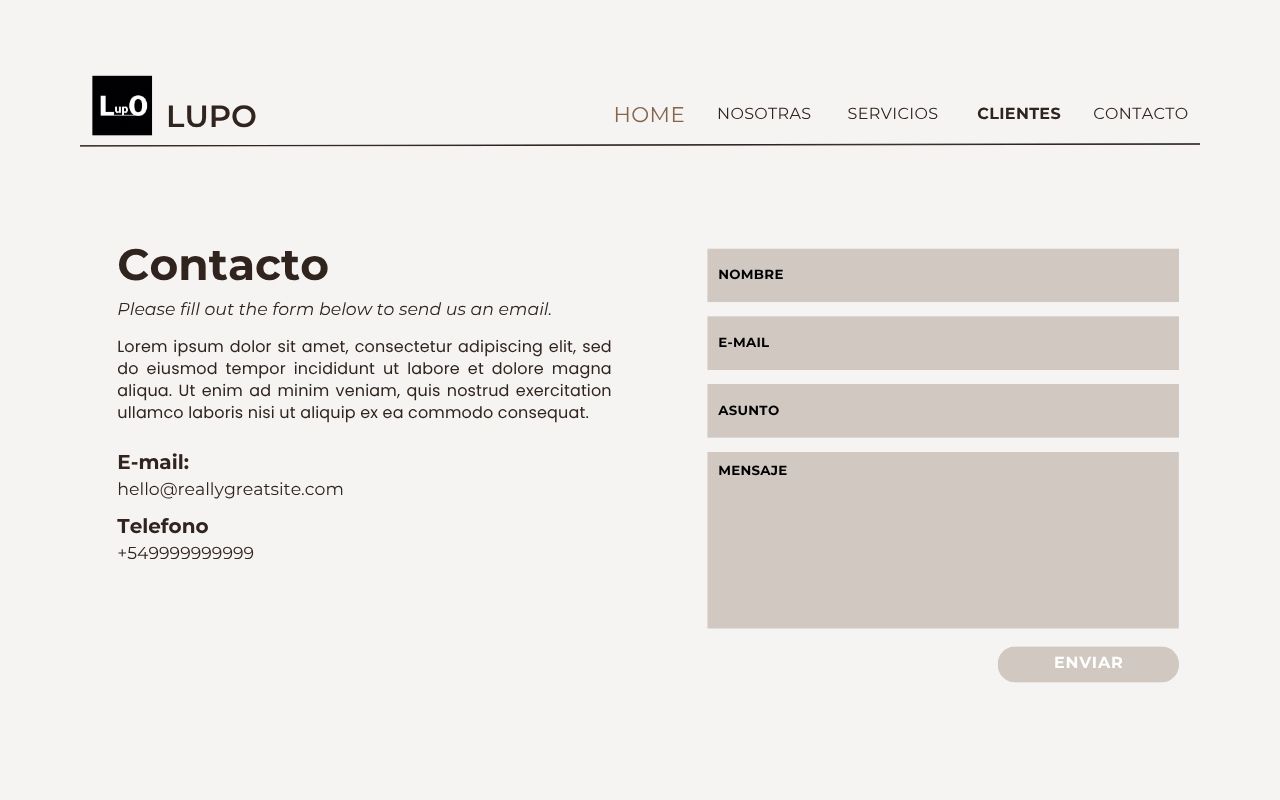 LupO
LUPO
HOME
NOSOTRAS
SERVICIOS
CLIENTES
CONTACTO
Contacto
Please fill out the form below to send us an email.
Lorem ipsum dolor sit amet, consectetur adipiscing elit, sed
do eiusmod tempor incididunt ut labore et dolore magna
aliqua. Ut enim ad minim veniam, quis nostrud exercitation
ullamco laboris nisi ut aliquip ex ea commodo consequat.
E-mail:
hello@reallygreatsite.com
Telefono
+549999999999
NOMBRE
E-MAIL
ASUNTO
MENSAJE
ENVIAR